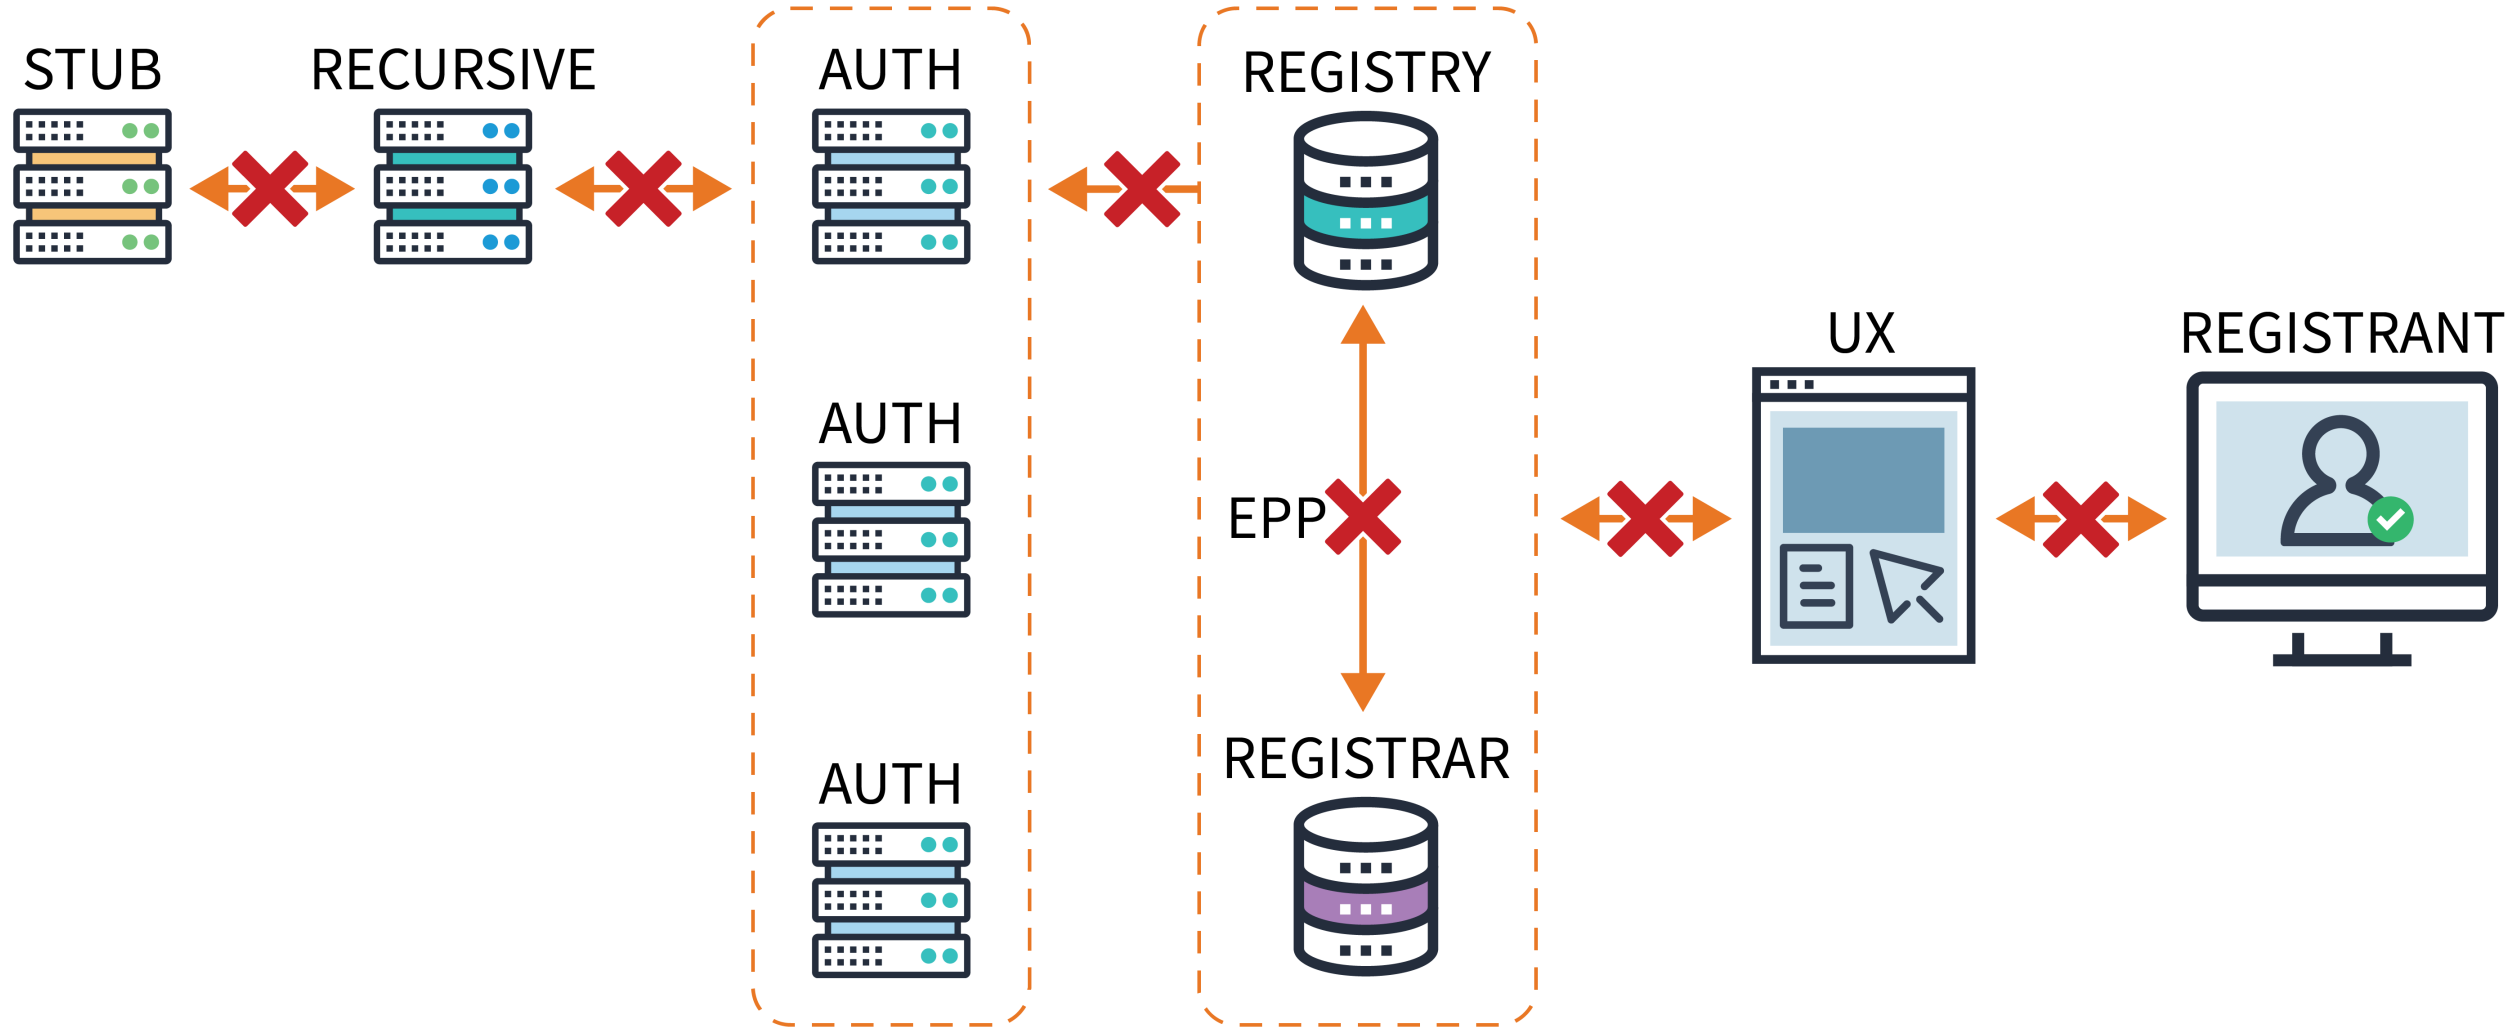 STUB
RECURSIVE
AUTH
REGISTRY
UX
REGISTRANT
AUTH
EPP
REGISTRAR
AUTH